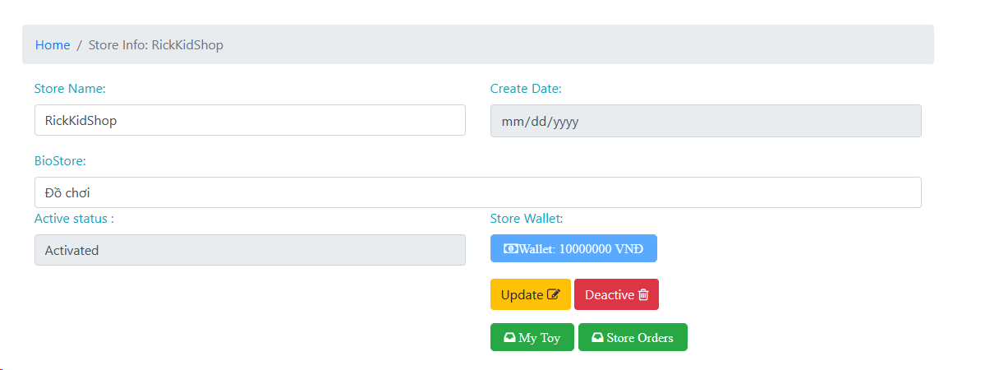 Home / Store Info: RickKidShop
Store Name:
RickKidShop
Create Date:
mm/dd/yyyy
BioStore:
Đồ chơi
Active status :
Activated
Store Wallet:
Wallet: 10000000 VNĐ
Update Deactive
My Toy Store Orders